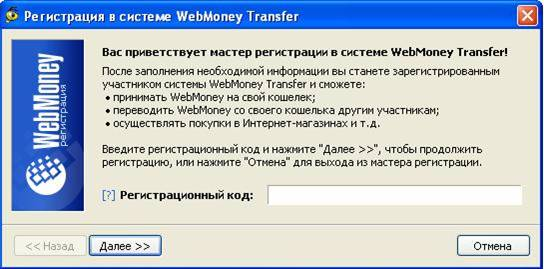 Регистрация в системе WebMoney Transfer
WebMoney
регистрация
Вас приветствует мастер регистрации в системе WebMoney Transfer!
После заполнения необходимой информации вы станете зарегистрированным
участником системы WebMoney Transfer и сможете:
• принимать WebMoney на свой кошелек;
• переводить WebMoney со своего кошелька другим участникам;
• осуществлять покупки в Интернет-магазинах и т.д.
Введите регистрационный код и нажмите "Далее >>", чтобы продолжить
регистрацию, или нажмите "Отмена" для выхода из мастера регистрации.
[?] Регистрационный код:
<< Назад Далее >> Отмена